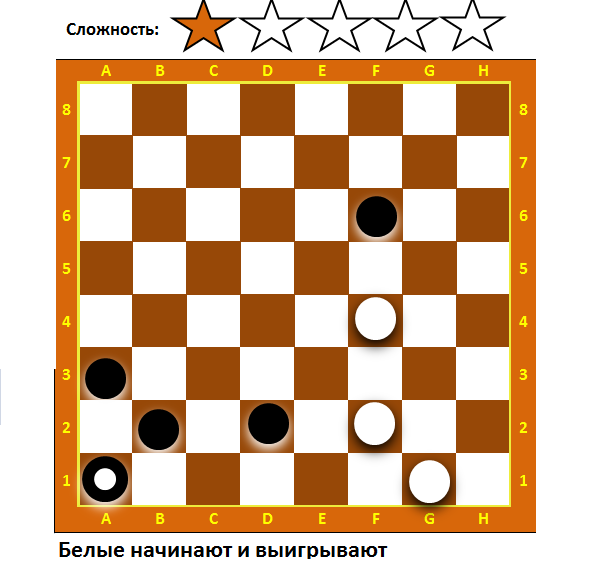 Сложность:
A B C D E F G H
8 8
7 7
6 6
5 5
4 4
3 3
2 2
1 1
A B C D E F G H
Белые начинают и выигрывают